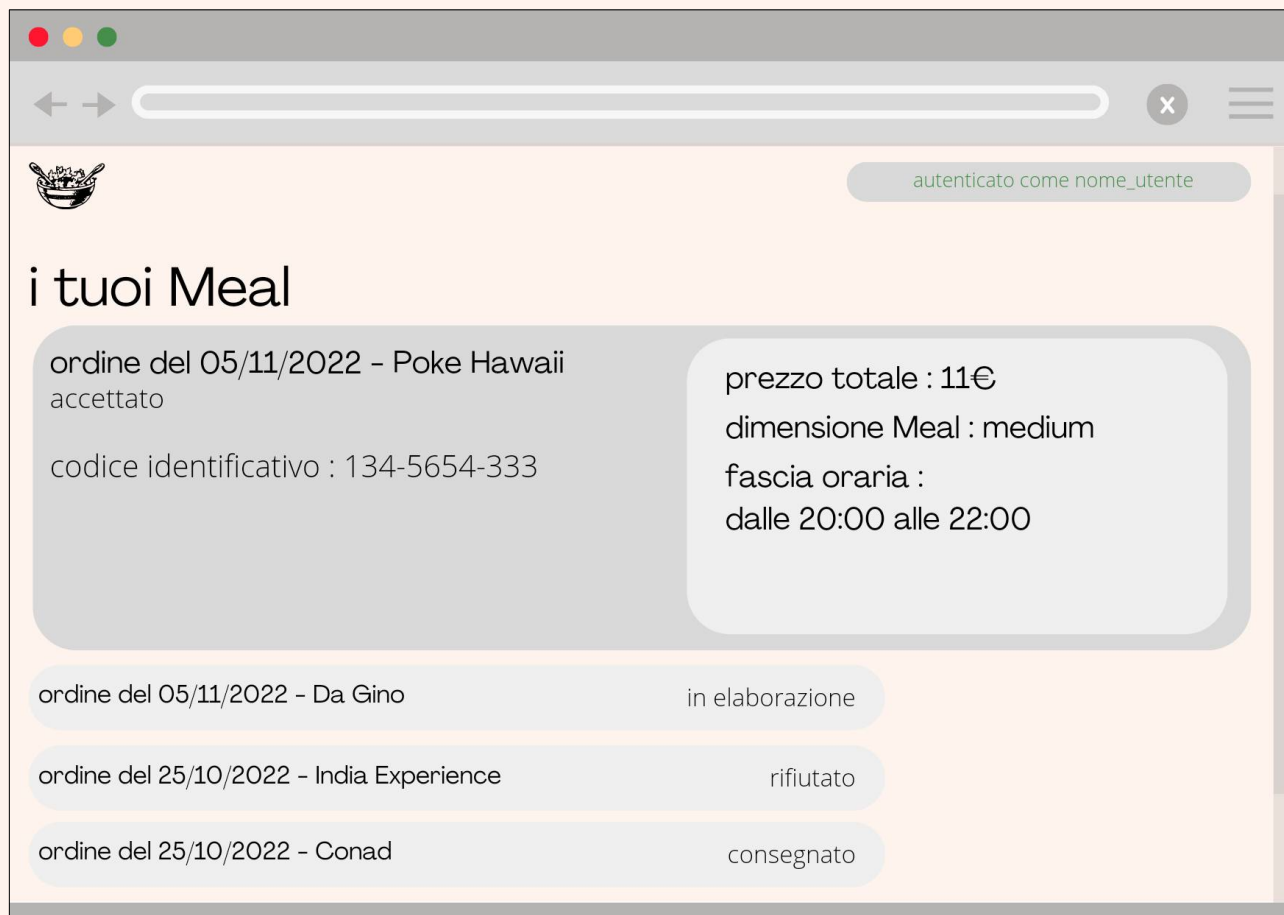 x
autenticato come nome_utente
i tuoi Meal
ordine del 05/11/2022 - Poke Hawaii
accettato
codice identificativo : 134-5654-333
prezzo totale : 11€
dimensione Meal : medium
fascia oraria :
dalle 20:00 alle 22:00
ordine del 05/11/2022 - Da Gino
in elaborazione
ordine del 25/10/2022 - India Experience
rifiutato
ordine del 25/10/2022 - Conad
consegnato